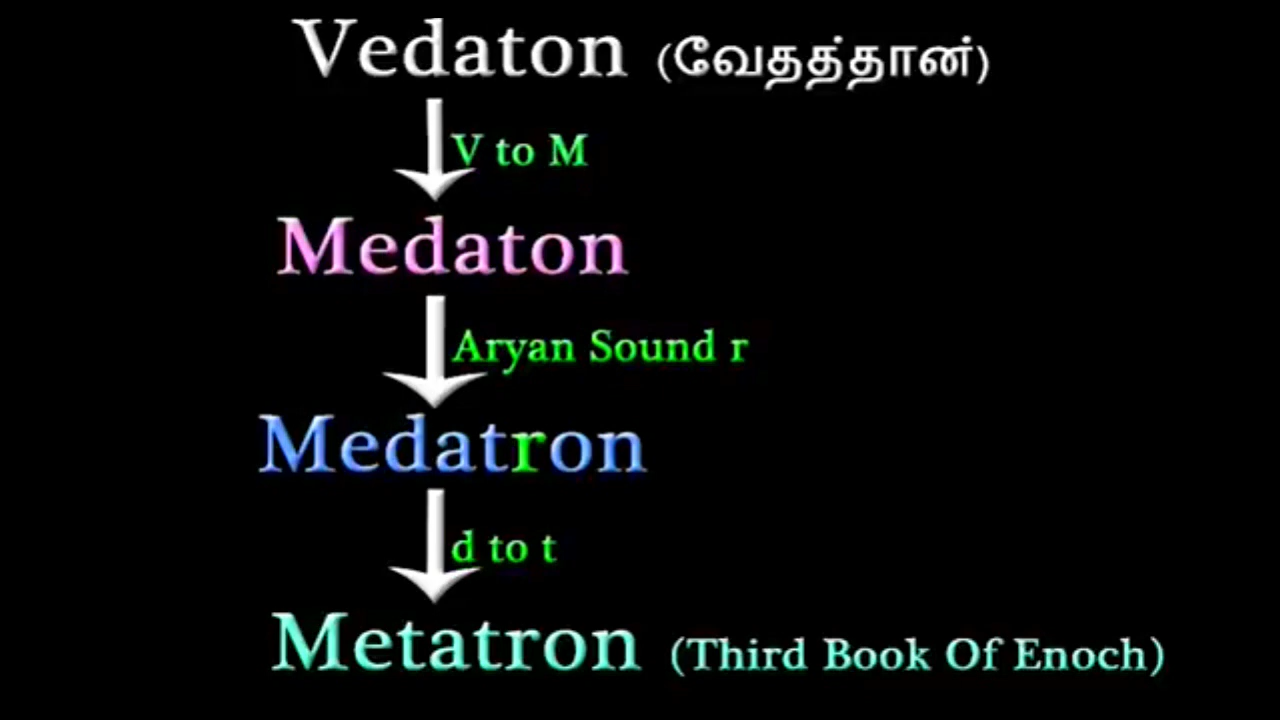 Vedaton (வேதத்தான்)
V to M
Medaton
Aryan Sound r
Medatron
d to t
Metatron (Third Book Of Enoch)